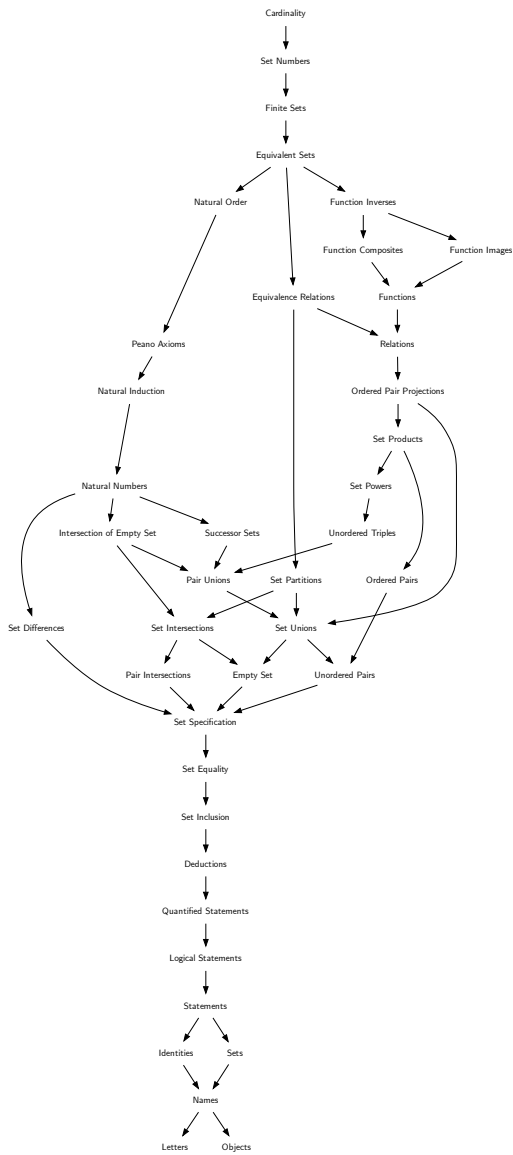 Cardinality
Set Numbers
Finite Sets
Equivalent Sets
Natural Order
Function Inverses
Function Composites
Function Images
Equivalence Relations
Functions
Peano Axioms
Relations
Natural Induction
Ordered Pair Projections
Set Products
Natural Numbers
Set Powers
Intersection of Empty Set
Successor Sets
Unordered Triples
Pair Unions
Set Partitions
Ordered Pairs
Set Differences
Set Intersections
Set Unions
Pair Intersections
Empty Set
Unordered Pairs
Set Specification
Set Equality
Set Inclusion
Deductions
Quantified Statements
Logical Statements
Statements
Identities
Sets
Names
Letters
Objects